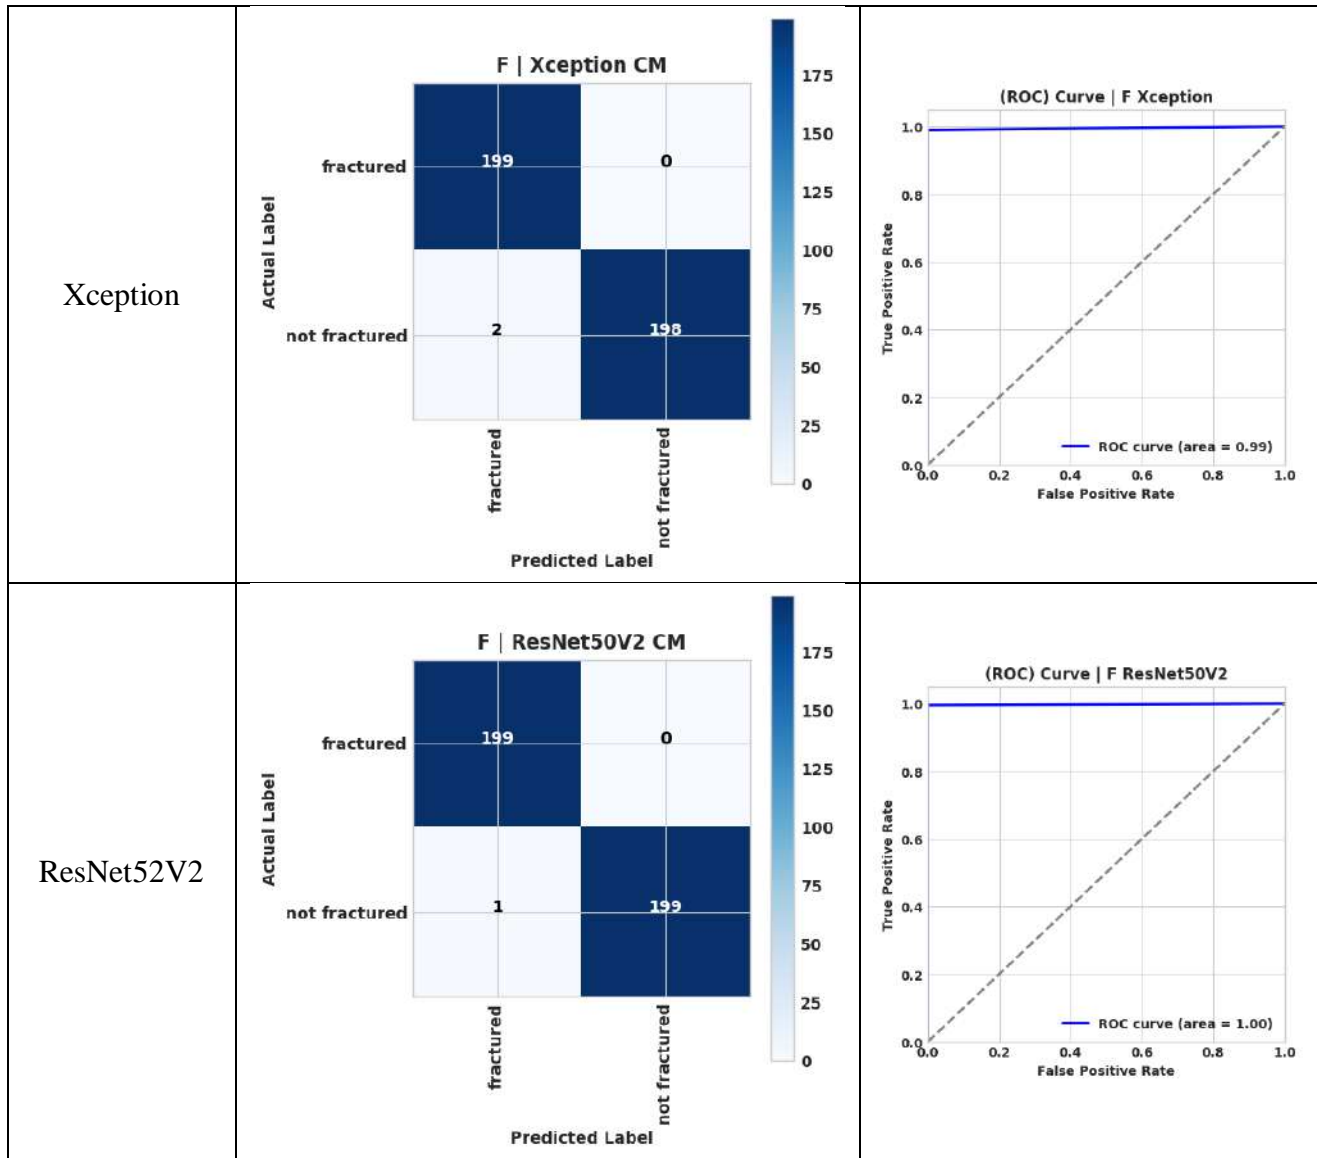 Xception
F | Xception CM
175
150
125
100
75
50
25
0
Actual Label
fractured
not fractured
199
0
2
198
fractured
not fractured
Predicted Label
(ROC) Curve | F Xception
True Positive Rate
1.0
0.8
0.6
0.4
0.2
0.0
0.0 0.2 0.4 0.6 0.8 1.0
False Positive Rate
ROC curve (area = 0.99)
ResNet52V2
F | ResNet50V2 CM
175
150
125
100
75
50
25
0
Actual Label
fractured
not fractured
199
0
1
199
fractured
not fractured
Predicted Label
(ROC) Curve | F ResNet50V2
True Positive Rate
1.0
0.8
0.6
0.4
0.2
0.0
0.0 0.2 0.4 0.6 0.8 1.0
False Positive Rate
ROC curve (area = 1.00)